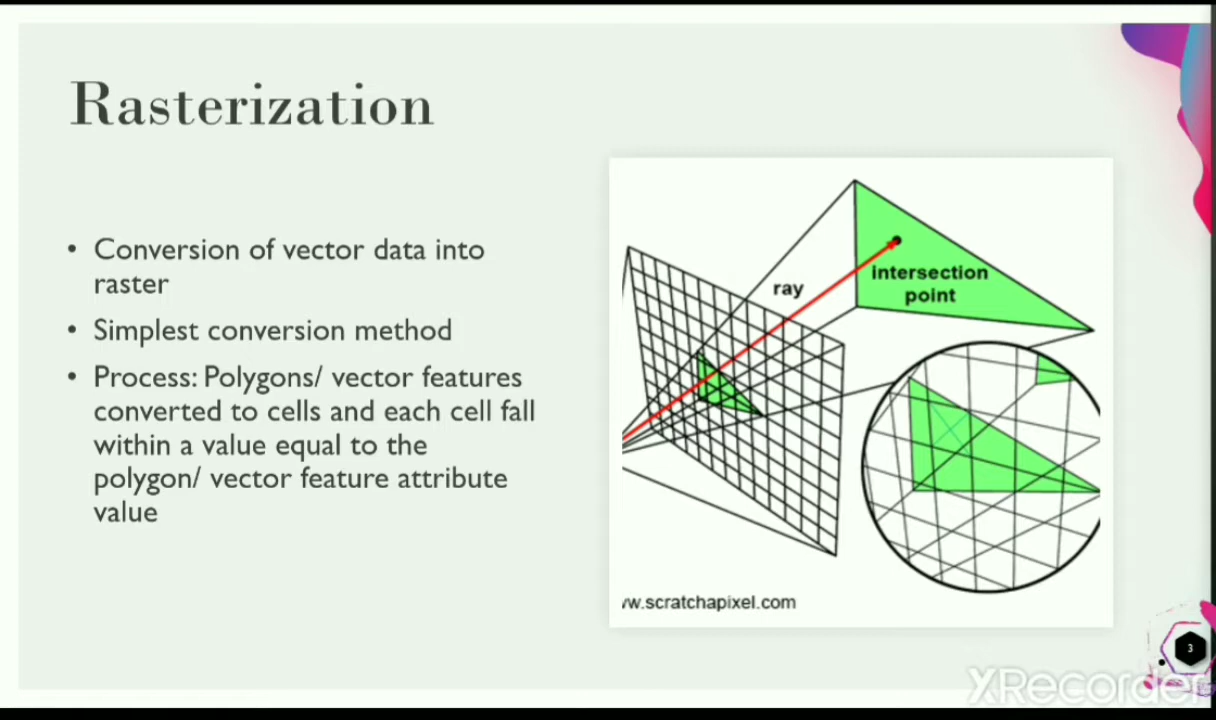 Rasterization
• Conversion of vector data into
raster
• Simplest conversion method
• Process: Polygons/ vector features
converted to cells and each cell fall
within a value equal to the
polygon/ vector feature attribute
value
ray
intersection
point
w.scratchapixel.com
3
XRecorder